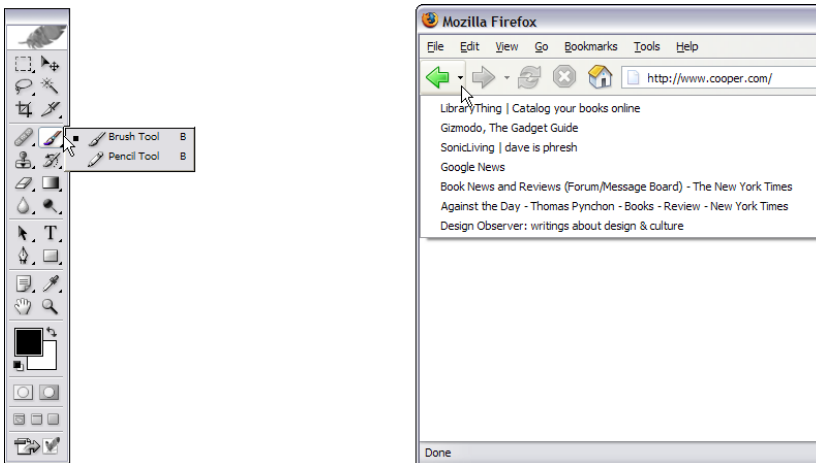 Brush Tool B
Pencil Tool B
T
Mozilla Firefox
File Edit View Go Bookmarks Tools Help
http://www.cooper.com/
LibraryThing | Catalog your books online
Gizmodo, The Gadget Guide
SonicLiving | dave is phresh
Google News
Book News and Reviews (Forum/Message Board) - The New York Times
Against the Day - Thomas Pynchon - Books - Review - New York Times
Design Observer: writings about design & culture
Done